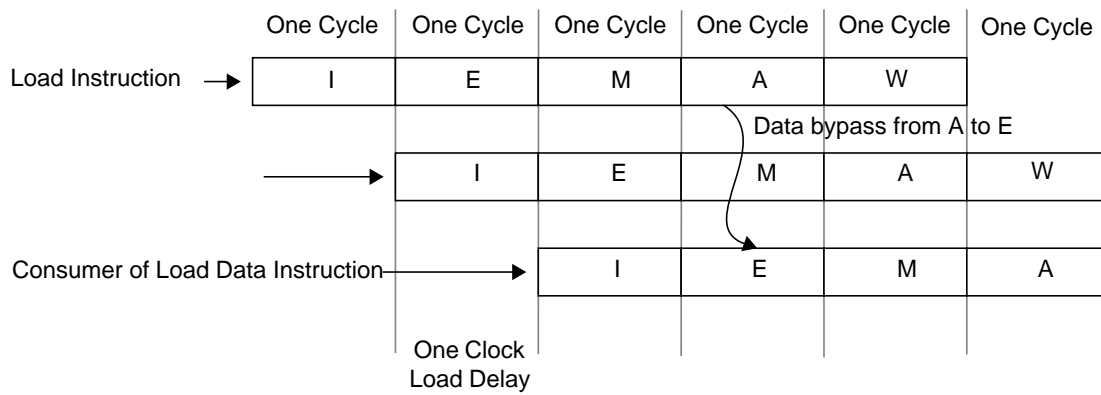 One Cycle One Cycle One Cycle One Cycle One Cycle One Cycle
Load Instruction I E M A W
Data bypass from A to E
I E M A W
Consumer of Load Data Instruction I E M A
One Clock
Load Delay